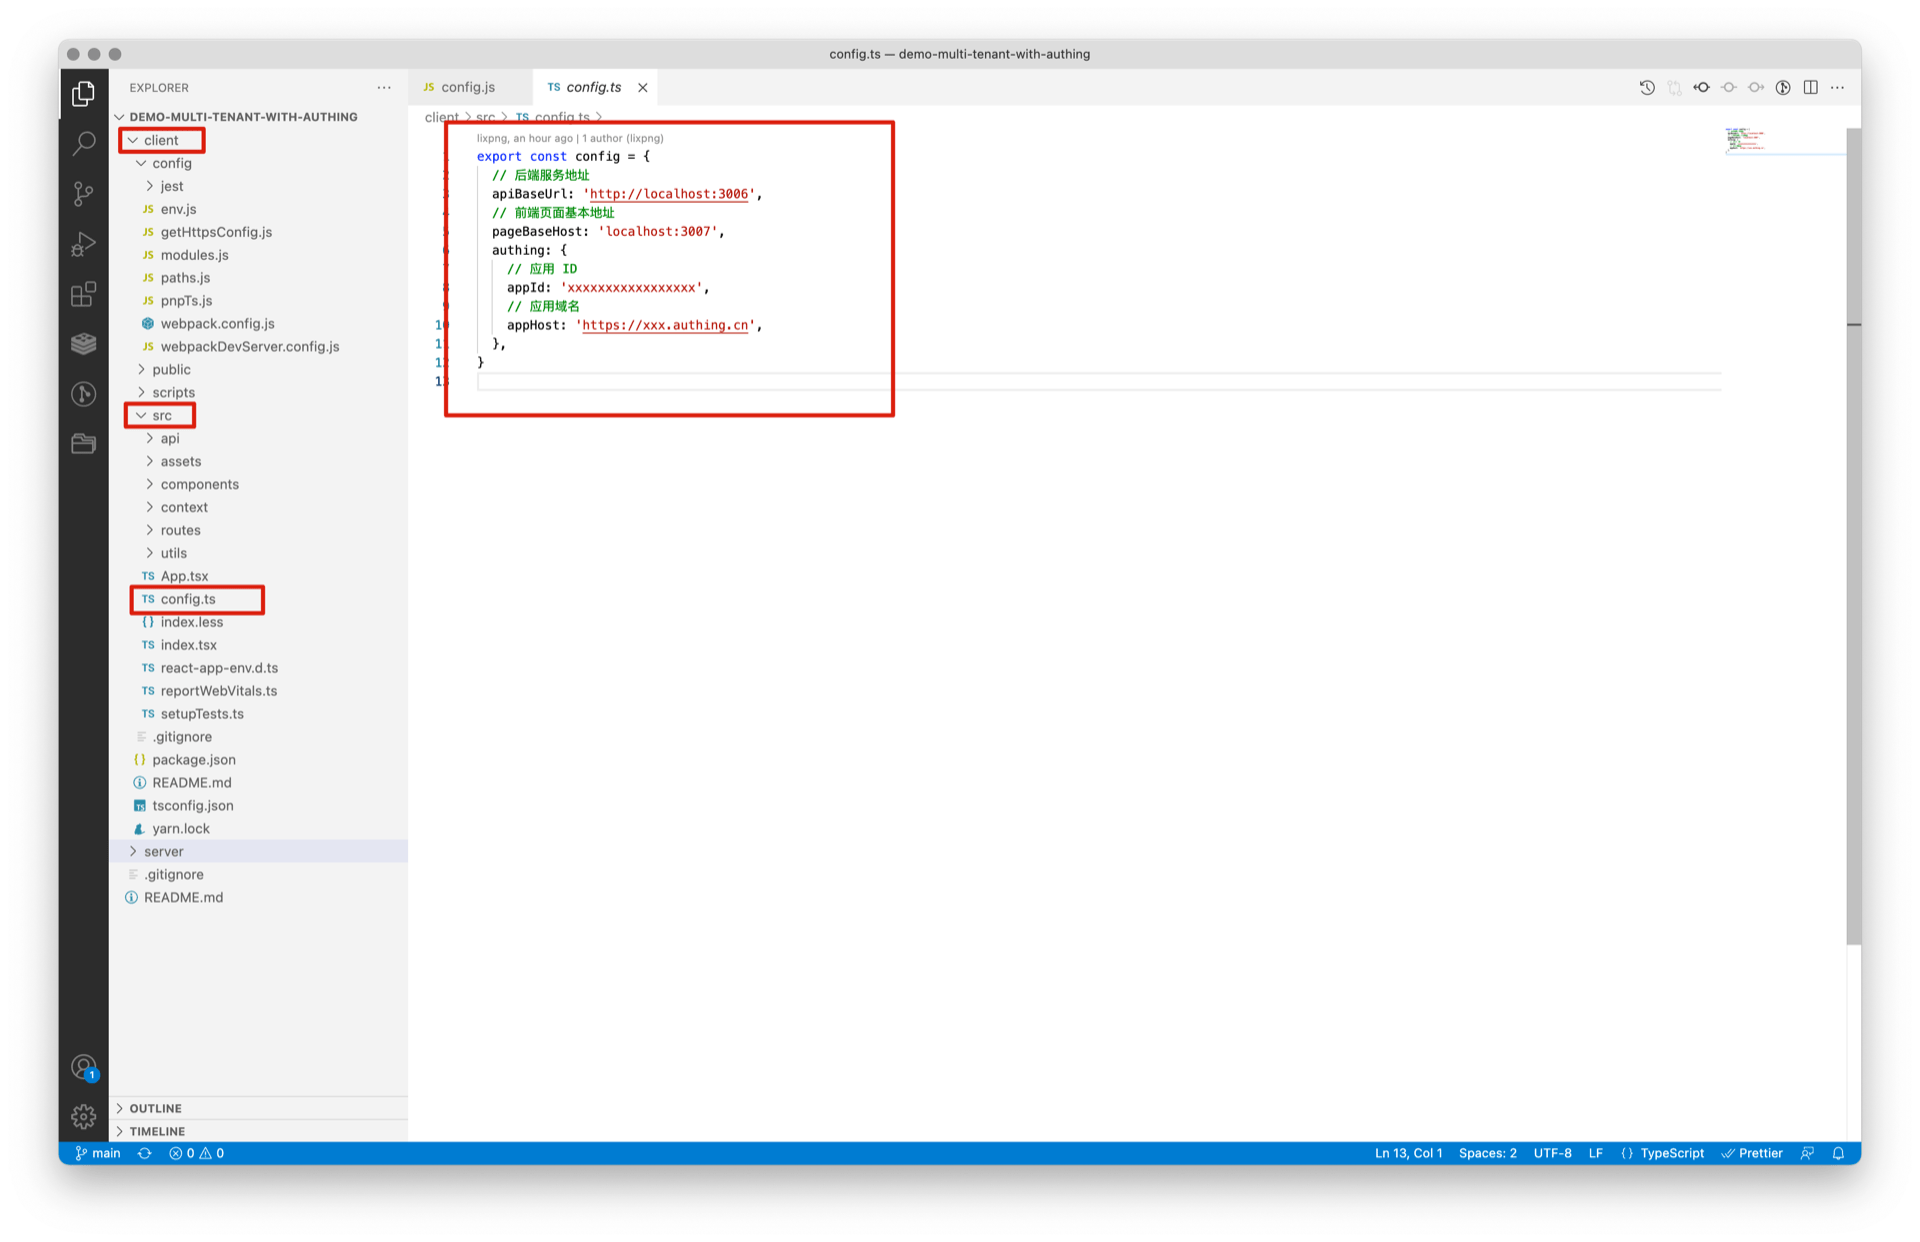 config.ts — demo-multi-tenant-with-authing
EXPLORER
DEMO-MULTI-TENANT-WITH-AUTHING
client
config
jest
JS env.js
JS getHttpsConfig.js
JS modules.js
JS paths.js
JS pnpTs.js
webpack.config.js
JS webpackDevServer.config.js
public
scripts
src
api
assets
components
context
routes
utils
TS App.tsx
TS config.ts
{} index.less
TS index.tsx
TS react-app-env.d.ts
TS reportWebVitals.ts
TS setupTests.ts
.gitignore
{} package.json
README.md
TS tsconfig.json
yarn.lock
server
.gitignore
README.md
OUTLINE
TIMELINE
1
JS config.js
TS config.ts
client > src > TS config.ts >
lixpng, an hour ago | 1 author (lixpng)
export const config = {
// 后端服务地址
apiBaseUrl: 'http://localhost:3006',
// 前端页面基本地址
pageBaseHost: 'localhost:3007',
authing: {
// 应用 ID
appId: 'xxxxxxxxxxxxxxxxx',
// 应用域名
10 appHost: 'https://xxx.authing.cn',
11 },
12 }
13
main 0 0
Ln 13, Col 1 Spaces: 2 UTF-8 LF {} TypeScript Prettier